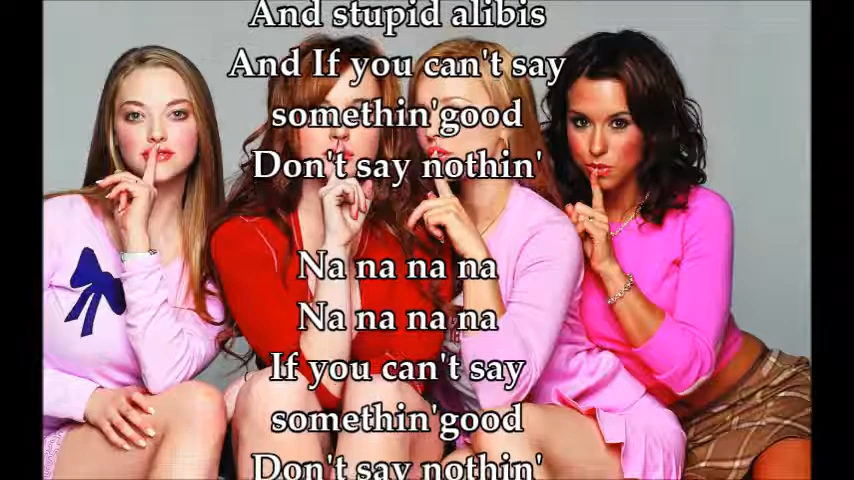 And stupid alibis
And If you can't say
somethin'good
Don't say nothin'
Na na na na
Na na na na
If you can't say
somethin'good
Don't say nothin'